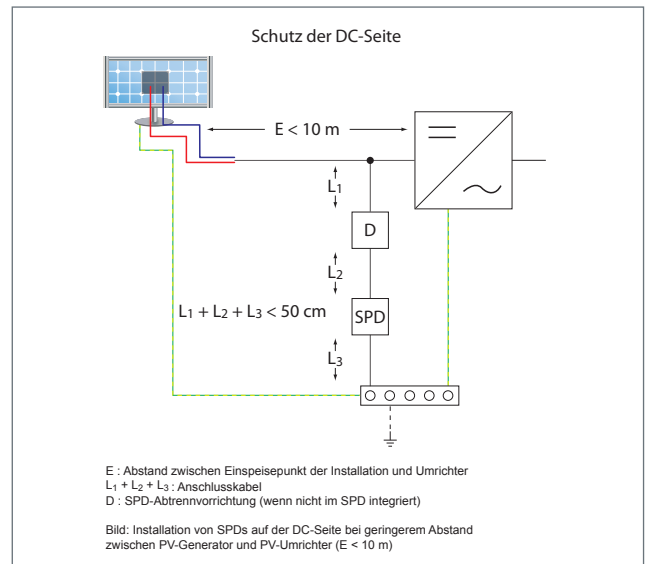 Schutz der DC-Seite
E < 10 m
L1
D
L2
L1 + L2 + L3 < 50 cm
SPD
L3
E : Abstand zwischen Einspeisepunkt der Installation und Umrichter
L1 + L2 + L3 : Anschlusskabel
D : SPD-Abtrennvorrichtung (wenn nicht im SPD integriert)
Bild: Installation von SPDs auf der DC-Seite bei geringerem Abstand
zwischen PV-Generator und PV-Umrichter (E < 10 m)